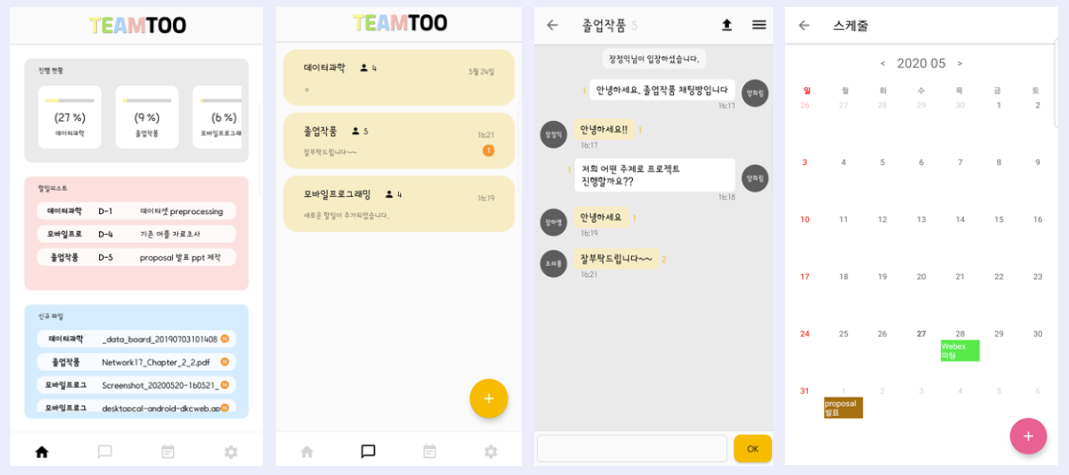 TEAMTOO
진행 현황
(27 %)
데이터과학
(9 %)
졸업작품
(6 %)
모바일프로그래
할일리스트
데이터과학 D-1 데이터셋 preprocessing
모바일프로 D-4 기존 어플 자료조사
졸업작품 D-5 proposal 발표 ppt 제작
신규 파일
데이터과학 _data_board_20190703101408
졸업작품 Network17_Chapter_2_2.pdf
모바일프로그 Screenshot_20200520-160521_
모바일프로그 desktopcal-android-dkcweb.ap
TEAMTOO
데이터과학 4
5월 24일
졸업작품 5
16:21
잘부탁드립니다~~
1
모바일프로그래밍 4
16:19
새로운 할일이 추가되었습니다.
졸업작품 5
장정익님이 입장하셨습니다.
1 안녕하세요, 졸업작품 채팅방입니다
16:17
장정익
안녕하세요!! 1
16:17
1 저희 어떤 주제로 프로젝트
진행할까요??
16:18
안녕하세요 1
16:19
잘부탁드립니다~~ 2
16:21
OK
스케줄
< 2020 05 >
일 월 화 수 목 금 토
26 27 28 29 30 1 2
3 4 5 6 7 8 9
10 11 12 13 14 15 16
17 18 19 20 21 22 23
24 25 26 27 28 29 30
Webex
미팅
31 1 2 3 4 5 6
proposal
발표